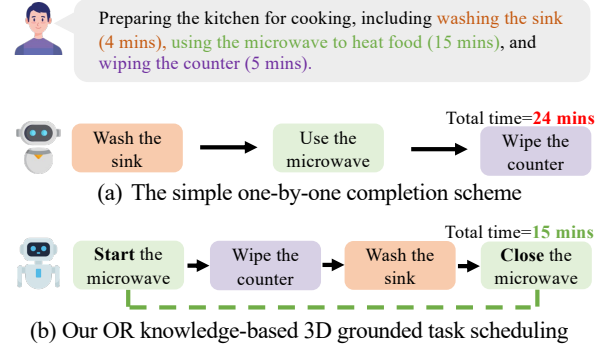 Preparing the kitchen for cooking, including washing the sink
(4 mins), using the microwave to heat food (15 mins), and
wiping the counter (5 mins).
Total time=24 mins
Wash the
sink
Use the
microwave
Wipe the
counter
(a) The simple one-by-one completion scheme
Total time=15 mins
Start the
microwave
Wipe the
counter
Wash the
sink
Close the
microwave
(b) Our OR knowledge-based 3D grounded task scheduling